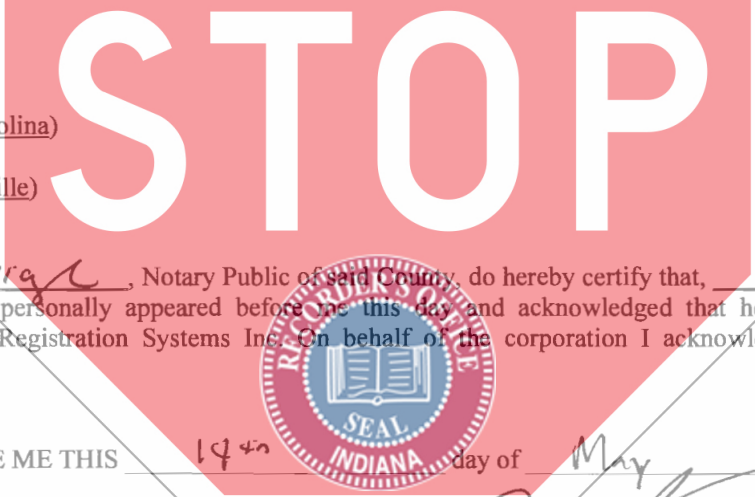 STOP
olina)
ille)
, Notary Public of said County, do hereby certify that,
personally appeared before me this day and acknowledged that h
Registration Systems Inc. On behalf of the corporation I acknowl
RECORDER'S OFFICE
SEAL
INDIANA
E ME THIS 14th day of May